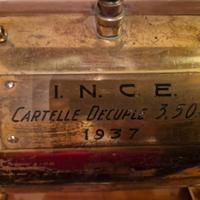 I. N. C. E.
CARTELLE DECUPLE 3,50
1937